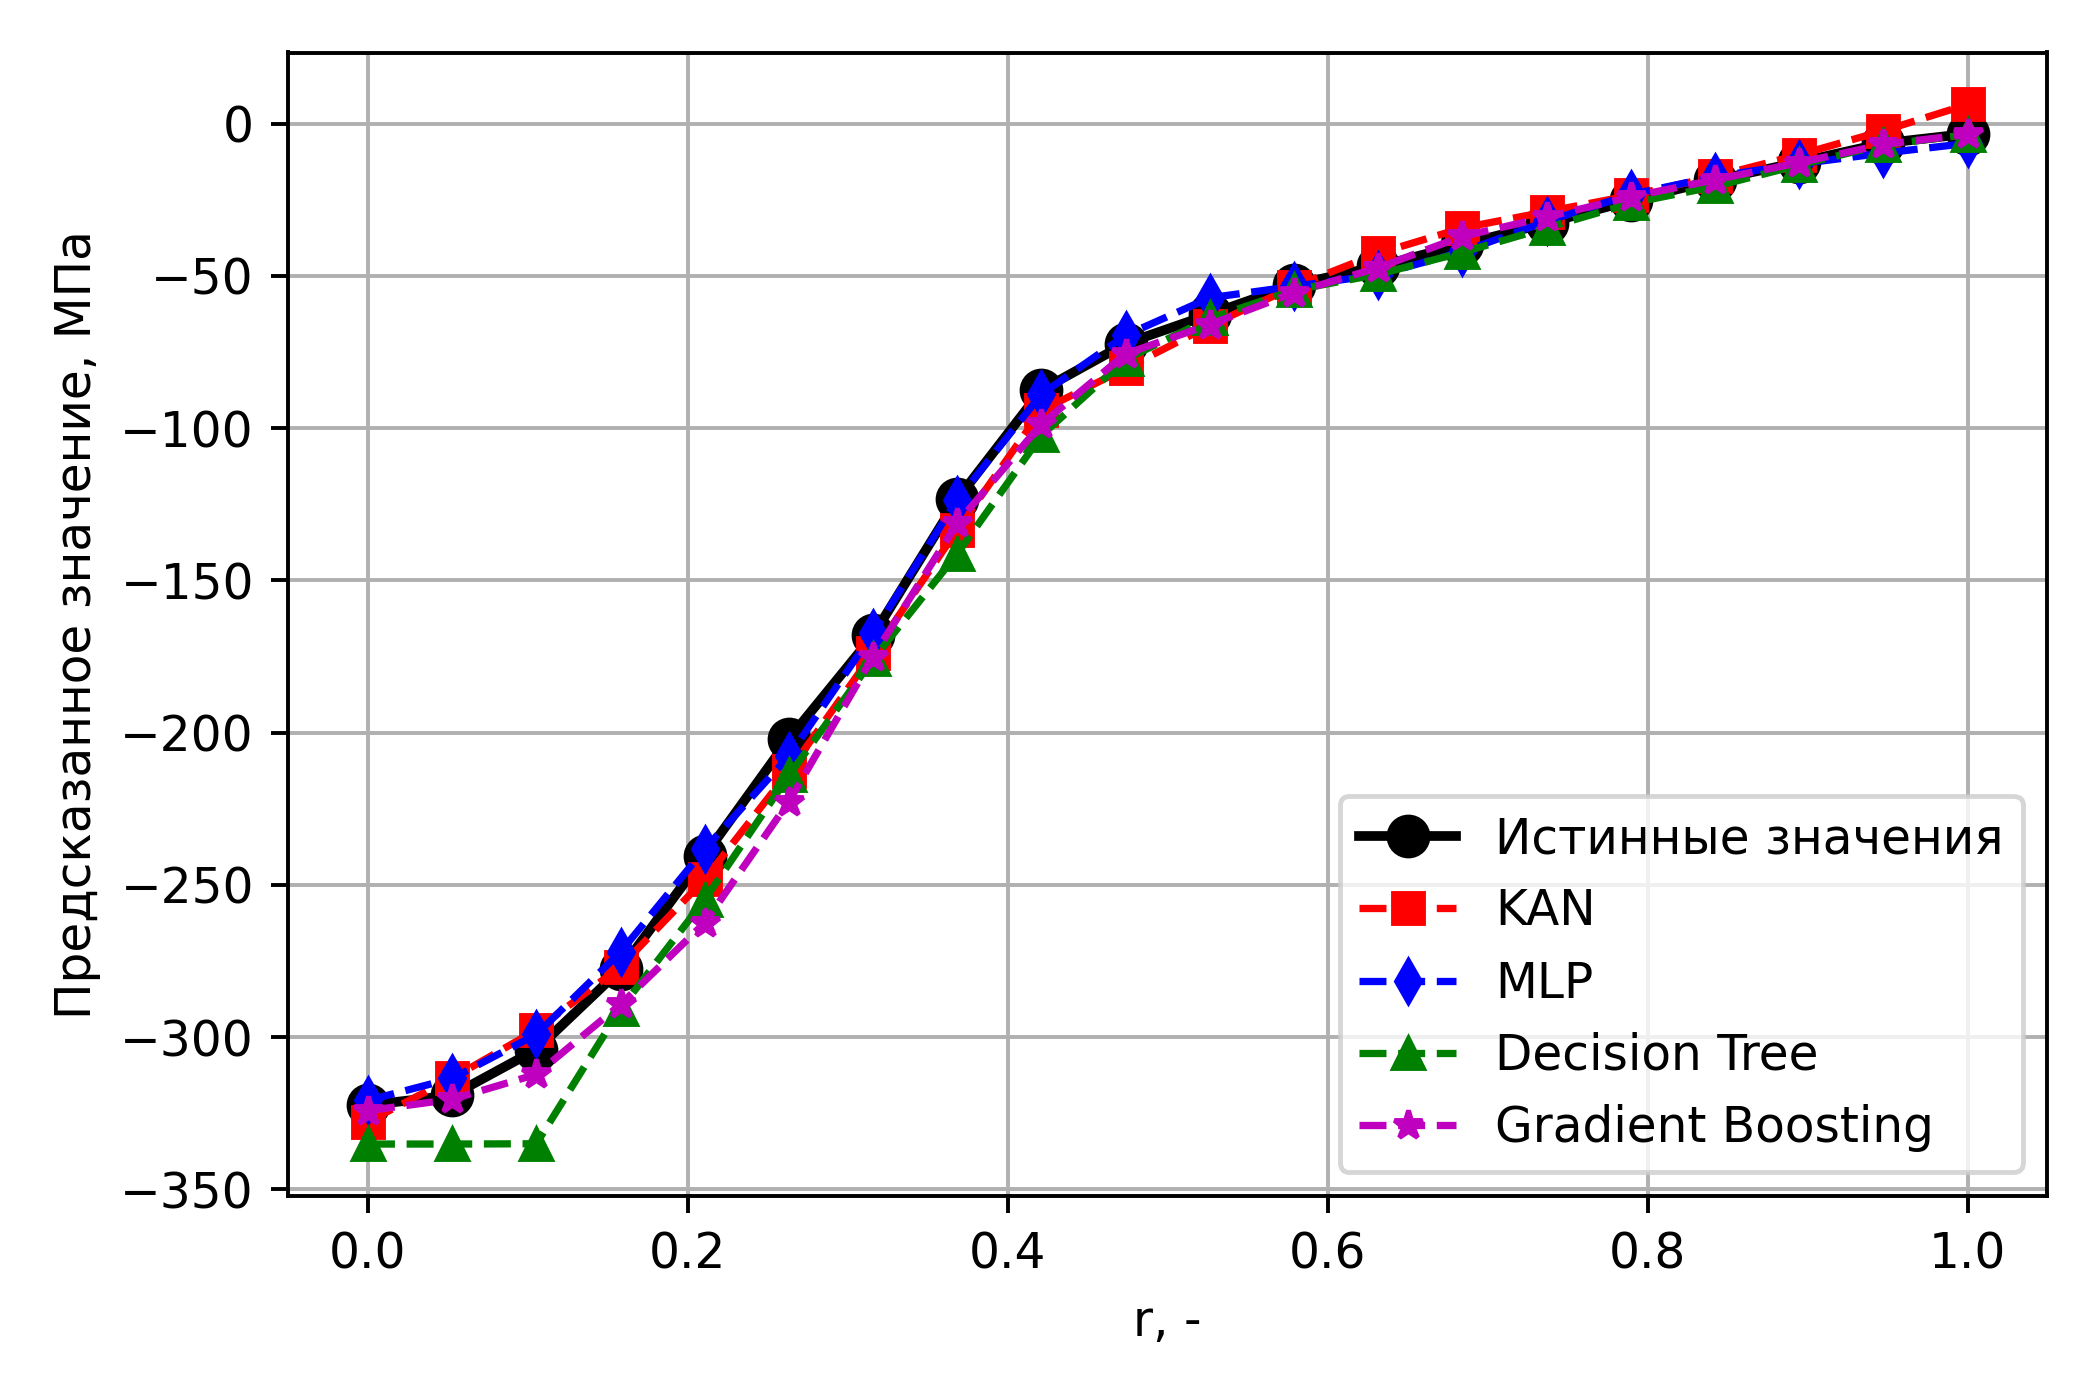 Предсказанное значение, МПа
0
−50
−100
−150
−200
−250
−300
−350
Истинные значения
KAN
MLP
Decision Tree
Gradient Boosting
0.0 0.2 0.4 0.6 0.8 1.0
r, -